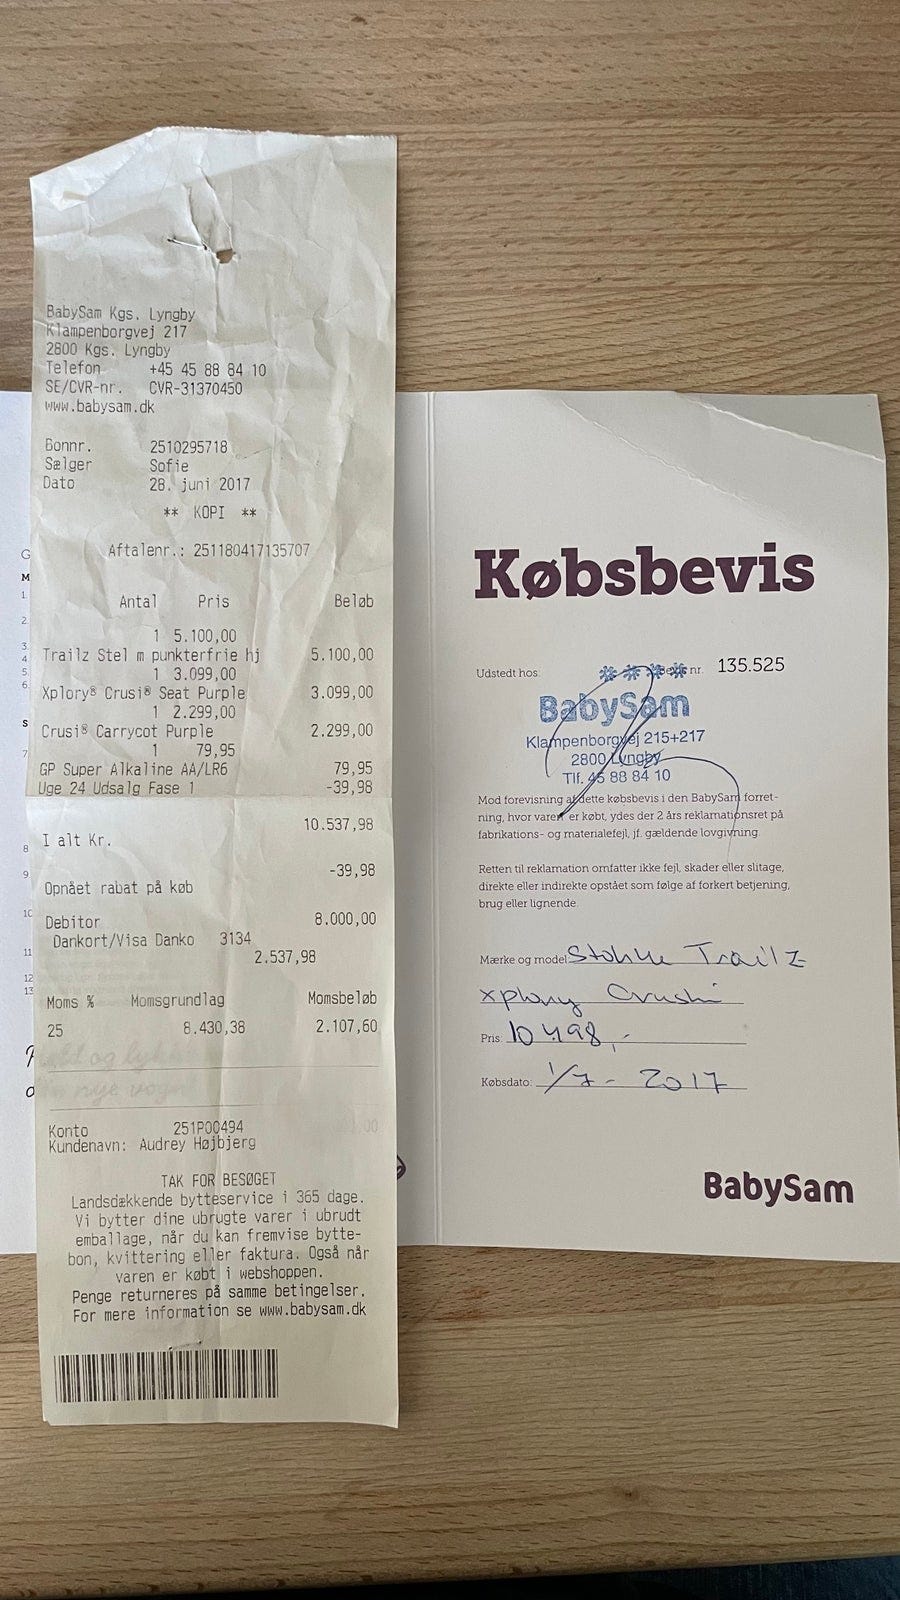 BabySam Kgs. Lyngby
Klampenborgvej 217
2800 Kgs. Lyngby
Telefon +45 45 88 84 10
SE/CVR-nr. CVR-31370450
www.babysam.dk
Bonnr. 2510295718
Sælger Sofie
Dato 28. juni 2017
** KOPI **
Aftalenr.: 251180417135707
Antal Pris Beløb
1 5.100,00
Trailz Stel m punkterfrie hj 5.100,00
1 3.099,00
Xplory® Crusi® Seat Purple 3.099,00
1 2.299,00
Crusi® Carrycot Purple 2.299,00
1 79,95
GP Super Alkaline AA/LR6 79,95
Uge 24 Udsalg Fase 1 -39,98
I alt Kr. 10.537,98
Opnået rabat på køb -39,98
Debitor 8.000,00
Dankort/Visa Danko 3134
2.537,98
Moms % Momsgrundlag Momsbeløb
25 8.430,38 2.107,60
Konto 251P00494
Kundenavn: Audrey Højbjerg
TAK FOR BESØGET
Landsdækkende bytteservice i 365 dage.
Vi bytter dine ubrugte varer i ubrudt
emballage, når du kan fremvise bytte-
bon, kvittering eller faktura. Også når
varen er købt i webshoppen.
Penge returneres på samme betingelser.
For mere information se www.babysam.dk
Købsbevis
Udstedt hos: nr. 135.525
BabySam
Klampenborgvej 215+217
2800 Lyngby
Tlf. 45 88 84 10
Mod forevisning af dette købsbevis i den BabySam forret-
ning, hvor varen er købt, ydes der 2 års reklamationsret på
fabrikations- og materialefejl, jf. gældende lovgivning.
Retten til reklamation omfatter ikke fejl, skader eller slitage,
direkte eller indirekte opstået som følge af forkert betjening,
brug eller lignende.
Mærke og model Stokke Trailz
xplory Crushi
Pris: 10498,-
Købsdato: 1/7 - 2017
BabySam